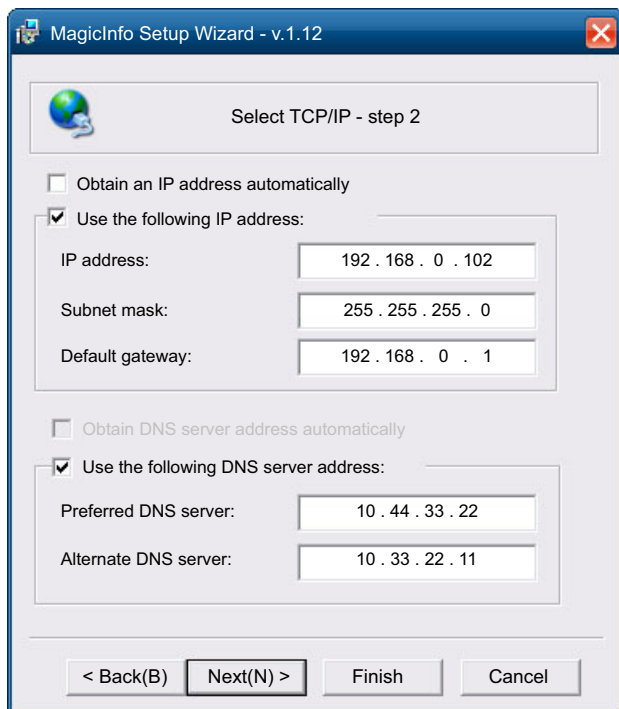 MagicInfo Setup Wizard - v.1.12
Select TCP/IP - step 2
Obtain an IP address automatically
Use the following IP address:
IP address: 192 . 168 . 0 . 102
Subnet mask: 255 . 255 . 255 . 0
Default gateway: 192 . 168 . 0 . 1
Obtain DNS server address automatically
Use the following DNS server address:
Preferred DNS server: 10 . 44 . 33 . 22
Alternate DNS server: 10 . 33 . 22 . 11
< Back(B) Next(N) > Finish Cancel